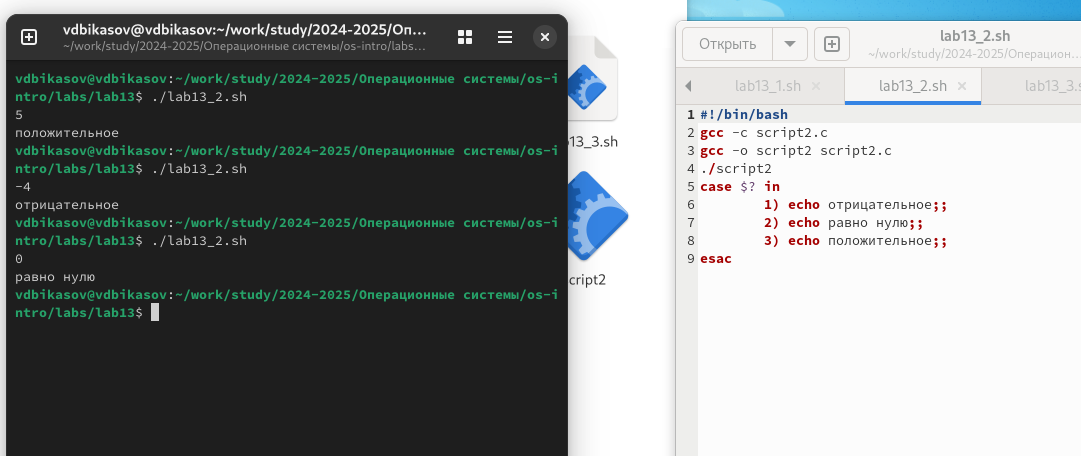 vdbikasov@vdbikasov:~/work/study/2024-2025/Оп...
~/work/study/2024-2025/Операционные системы/os-intro/labs...
vdbikasov@vdbikasov:~/work/study/2024-2025/Операционные системы/os-i
ntro/labs/lab13$ ./lab13_2.sh
5
положительное
vdbikasov@vdbikasov:~/work/study/2024-2025/Операционные системы/os-i
ntro/labs/lab13$ ./lab13_2.sh
-4
отрицательное
vdbikasov@vdbikasov:~/work/study/2024-2025/Операционные системы/os-i
ntro/labs/lab13$ ./lab13_2.sh
0
равно нулю
vdbikasov@vdbikasov:~/work/study/2024-2025/Операционные системы/os-i
ntro/labs/lab13$
13_3.sh
cript2
Открыть
lab13_2.sh
~/work/study/2024-2025/Операцион...
lab13_1.sh
lab13_2.sh
lab13_3.s
1 #!/bin/bash
2 gcc -c script2.c
3 gcc -o script2 script2.c
4 ./script2
5 case $? in
6 1) echo отрицательное;;
7 2) echo равно нулю;;
8 3) echo положительное;;
9 esac